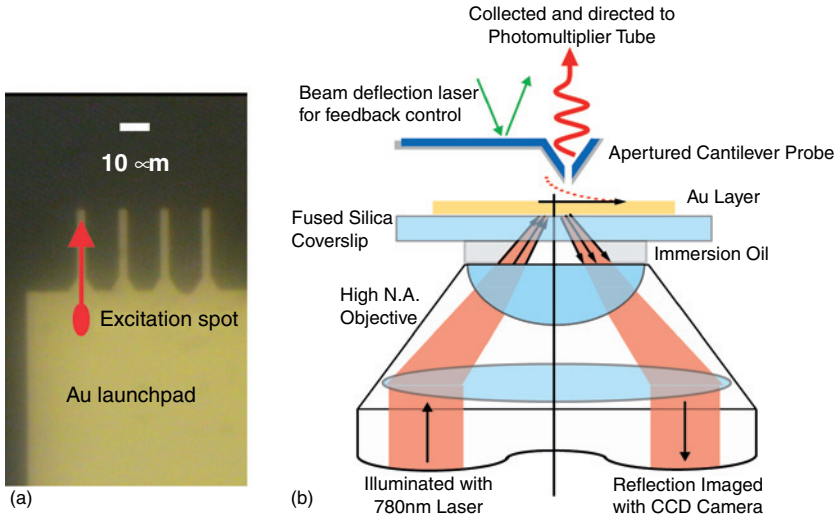 10 ∝m
Excitation spot
Au launchpad
(a)
Collected and directed to
Photomultiplier Tube
Beam deflection laser
for feedback control
Apertured Cantilever Probe
Au Layer
Fused Silica
Coverslip
Immersion Oil
High N.A.
Objective
Illuminated with
780nm Laser
Reflection Imaged
with CCD Camera
(b)